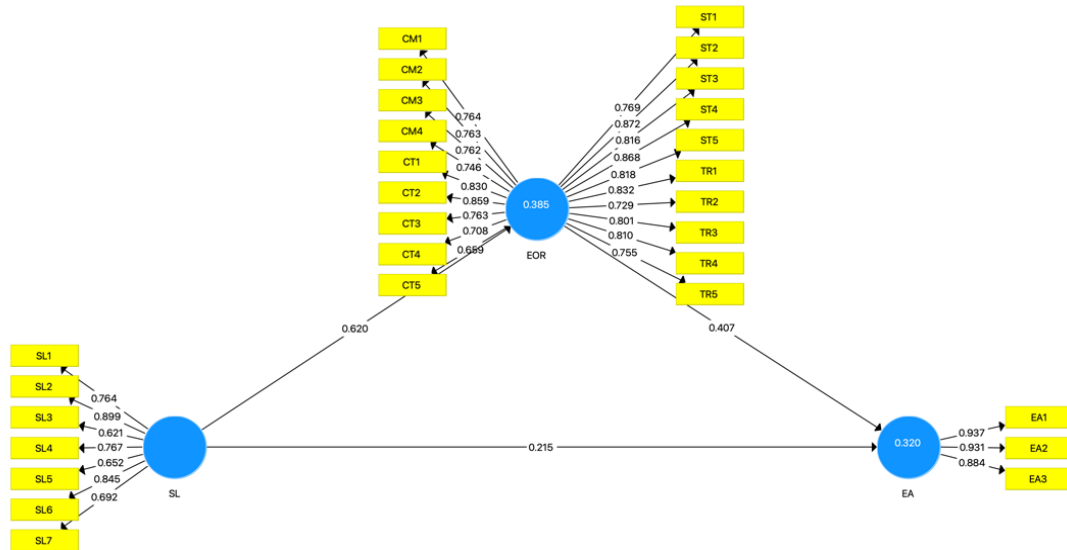 CM1
CM2
CM3
CM4
CT1
CT2
CT3
CT4
CT5
0.764
0.763
0.762
0.746
0.830
0.859
0.763
0.708
0.659
0.385
EOR
ST1
ST2
ST3
ST4
ST5
TR1
TR2
TR3
TR4
TR5
0.769
0.872
0.816
0.868
0.818
0.832
0.729
0.801
0.810
0.755
0.620
0.407
SL1
SL2
SL3
SL4
SL5
SL6
SL7
0.764
0.899
0.621
0.767
0.652
0.845
0.692
SL
0.215
0.320
EA
0.937
0.931
0.884
EA1
EA2
EA3